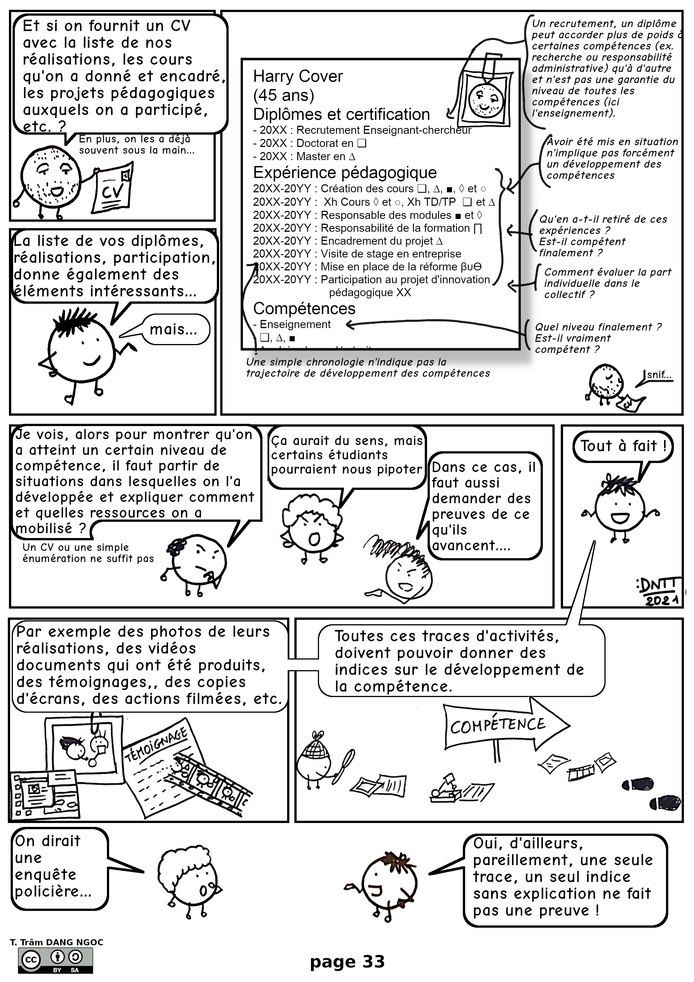 Et si on fournit un CV
avec la liste de nos
réalisations, les cours
qu'on a donné et encadré,
les projets pédagogiques
auxquels on a participé,
etc. ?
En plus, on les a déjà
souvent sous la main...
CV
La liste de vos diplômes,
réalisations, participation,
donne également des
éléments intéressants...
mais...
Harry Cover
(45 ans)
Diplômes et certification
- 20XX : Recrutement Enseignant-chercheur
- 20XX : Doctorat en ❑
- 20XX : Master en ∆
Expérience pédagogique
20XX-20YY : Création des cours ❑, ∆, ■, ◊ et ○
20XX-20YY : Xh Cours ◊ et ○, Xh TD/TP ❑ et ∆
20XX-20YY : Responsable des modules ■ et ◊
20XX-20YY : Responsabilité de la formation ∏
20XX-20YY : Encadrement du projet ∆
20XX-20YY : Visite de stage en entreprise
20XX-20YY : Mise en place de la réforme βυΘ
20XX-20YY : Participation au projet d'innovation
pédagogique XX
Compétences
- Enseignement
❑, ∆, ■
Un recrutement, un diplôme
peut accorder plus de poids à
certaines compétences (ex.
recherche ou responsabilité
administrative) qu'à d'autre
et n'est pas une garantie du
niveau de toutes les
compétences (ici
l'enseignement).
Avoir été mis en situation
n'implique pas forcément
un développement des
compétences
Qu'en a-t-il retiré de ces
expériences ?
Est-il compétent
finalement ?
Comment évaluer la part
individuelle dans le
collectif ?
Quel niveau finalement ?
Est-il vraiment
compétent ?
Une simple chronologie n'indique pas la
trajectoire de développement des compétences
snif...
Je vois, alors pour montrer qu'on
a atteint un certain niveau de
compétence, il faut partir de
situations dans lesquelles on l'a
développée et expliquer comment
et quelles ressources on a
mobilisé ?
Un CV ou une simple
énumération ne suffit pas
Ça aurait du sens, mais
certains étudiants
pourraient nous pipoter
Dans ce cas, il
faut aussi
demander des
preuves de ce
qu'ils
avancent....
Tout à fait !
:DNTT
2021
Par exemple des photos de leurs
réalisations, des vidéos
documents qui ont été produits,
des témoignages,, des copies
d'écrans, des actions filmées, etc.
TÉMOIGNAGE
Toutes ces traces d'activités,
doivent pouvoir donner des
indices sur le développement de
la compétence.
COMPÉTENCE
On dirait
une
enquête
policière...
Oui, d'ailleurs,
pareillement, une seule
trace, un seul indice
sans explication ne fait
pas une preuve !
T. Trâm DANG NGOC
cc BY SA
page 33